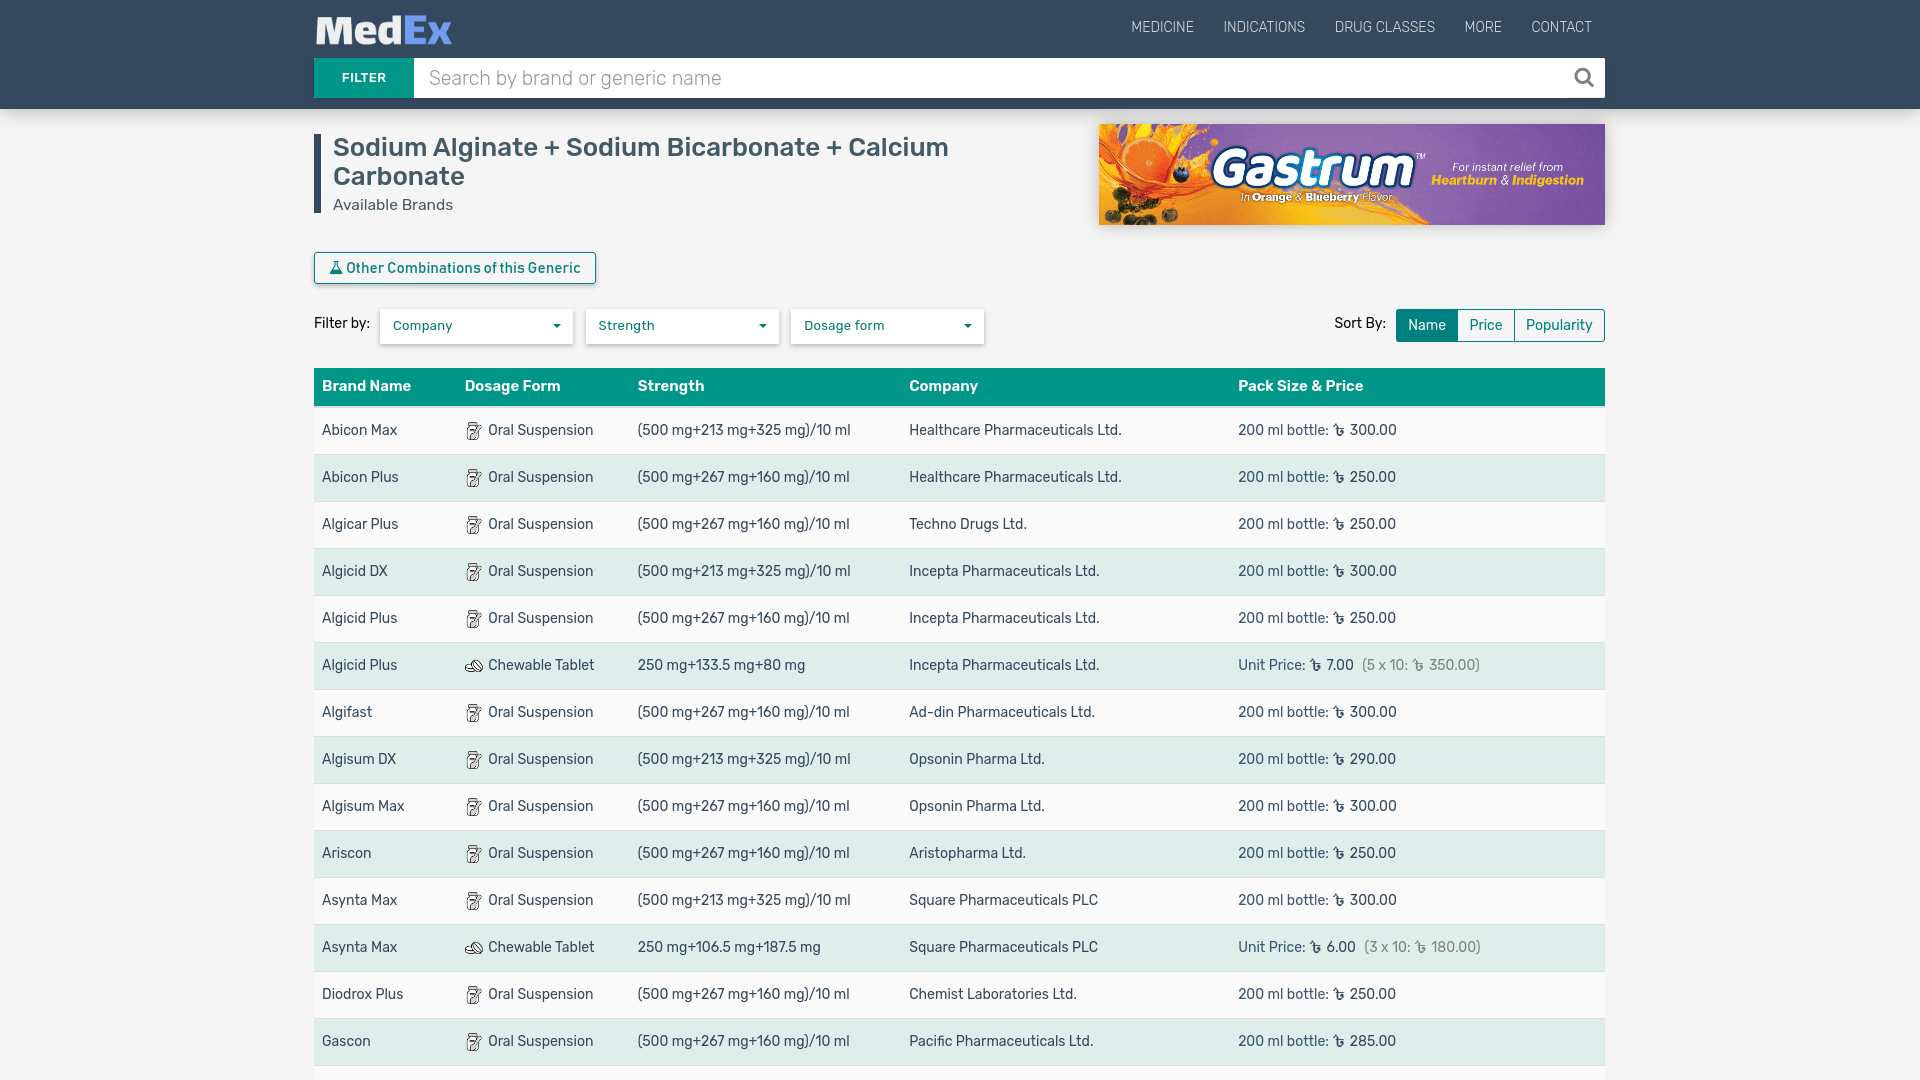 MedEx
MEDICINE INDICATIONS DRUG CLASSES MORE CONTACT
FILTER Search by brand or generic name
Sodium Alginate + Sodium Bicarbonate + Calcium
Carbonate
Available Brands
Gastrum™
In Orange & Blueberry Flavor
For instant relief from
Heartburn & Indigestion
Other Combinations of this Generic
Filter by: Company Strength Dosage form Sort By: Name Price Popularity
Brand Name Dosage Form Strength Company Pack Size & Price
Abicon Max Oral Suspension (500 mg+213 mg+325 mg)/10 ml Healthcare Pharmaceuticals Ltd. 200 ml bottle: ৳ 300.00
Abicon Plus Oral Suspension (500 mg+267 mg+160 mg)/10 ml Healthcare Pharmaceuticals Ltd. 200 ml bottle: ৳ 250.00
Algicar Plus Oral Suspension (500 mg+267 mg+160 mg)/10 ml Techno Drugs Ltd. 200 ml bottle: ৳ 250.00
Algicid DX Oral Suspension (500 mg+213 mg+325 mg)/10 ml Incepta Pharmaceuticals Ltd. 200 ml bottle: ৳ 300.00
Algicid Plus Oral Suspension (500 mg+267 mg+160 mg)/10 ml Incepta Pharmaceuticals Ltd. 200 ml bottle: ৳ 250.00
Algicid Plus Chewable Tablet 250 mg+133.5 mg+80 mg Incepta Pharmaceuticals Ltd. Unit Price: ৳ 7.00 (5 x 10: ৳ 350.00)
Algifast Oral Suspension (500 mg+267 mg+160 mg)/10 ml Ad-din Pharmaceuticals Ltd. 200 ml bottle: ৳ 300.00
Algisum DX Oral Suspension (500 mg+213 mg+325 mg)/10 ml Opsonin Pharma Ltd. 200 ml bottle: ৳ 290.00
Algisum Max Oral Suspension (500 mg+267 mg+160 mg)/10 ml Opsonin Pharma Ltd. 200 ml bottle: ৳ 300.00
Ariscon Oral Suspension (500 mg+267 mg+160 mg)/10 ml Aristopharma Ltd. 200 ml bottle: ৳ 250.00
Asynta Max Oral Suspension (500 mg+213 mg+325 mg)/10 ml Square Pharmaceuticals PLC 200 ml bottle: ৳ 300.00
Asynta Max Chewable Tablet 250 mg+106.5 mg+187.5 mg Square Pharmaceuticals PLC Unit Price: ৳ 6.00 (3 x 10: ৳ 180.00)
Diodrox Plus Oral Suspension (500 mg+267 mg+160 mg)/10 ml Chemist Laboratories Ltd. 200 ml bottle: ৳ 250.00
Gascon Oral Suspension (500 mg+267 mg+160 mg)/10 ml Pacific Pharmaceuticals Ltd. 200 ml bottle: ৳ 285.00